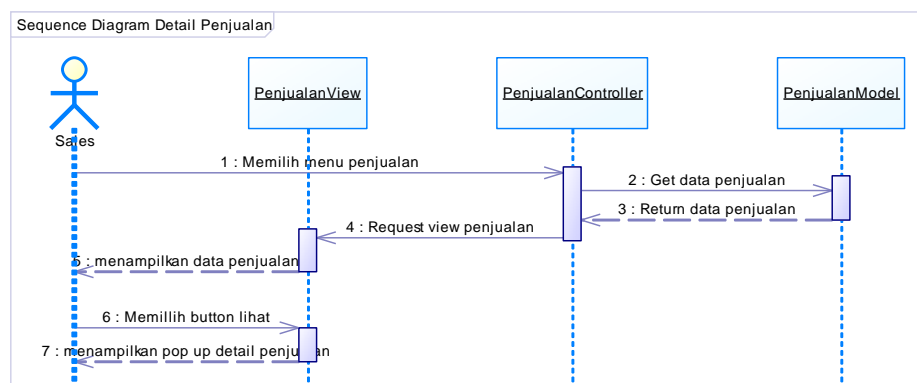 Sequence Diagram Detail Penjualan
PenjualanView
PenjualanController
PenjualanModel
Sales
1 : Memilih menu penjualan
2 : Get data penjualan
3 : Return data penjualan
4 : Request view penjualan
5 : menampilkan data penjualan
6 : Memillih button lihat
7 : menampilkan pop up detail penjualan